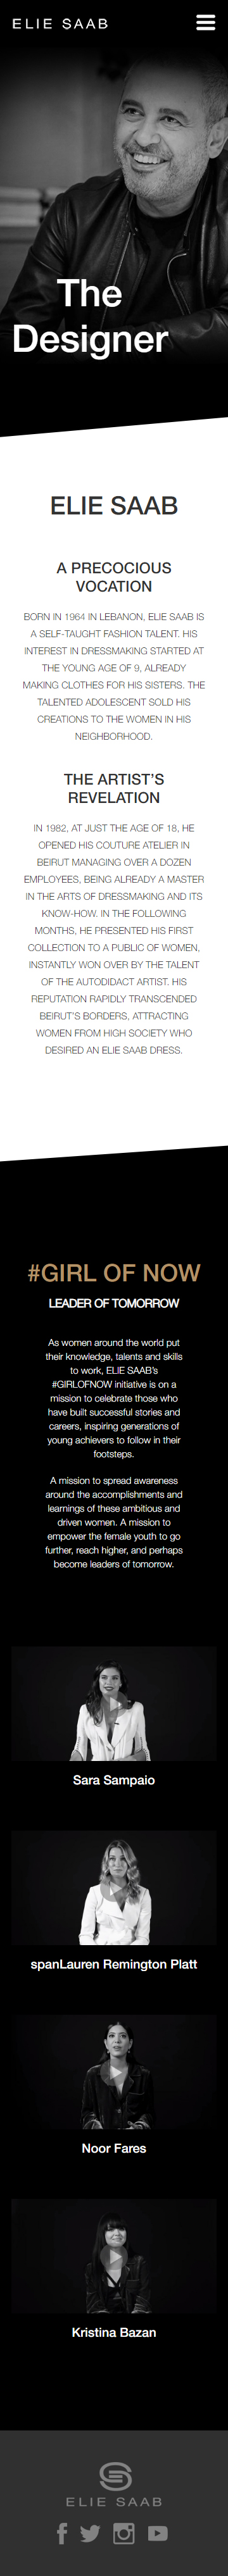 ELIE SAAB
The
Designer
ELIE SAAB
A PRECOCIOUS
VOCATION
BORN IN 1964 IN LEBANON, ELIE SAAB IS
A SELF-TAUGHT FASHION TALENT. HIS
INTEREST IN DRESSMAKING STARTED AT
THE YOUNG AGE OF 9, ALREADY
MAKING CLOTHES FOR HIS SISTERS. THE
TALENTED ADOLESCENT SOLD HIS
CREATIONS TO THE WOMEN IN HIS
NEIGHBORHOOD.
THE ARTIST'S
REVELATION
IN 1982, AT JUST THE AGE OF 18, HE
OPENED HIS COUTURE ATELIER IN
BEIRUT MANAGING OVER A DOZEN
EMPLOYEES, BEING ALREADY A MASTER
IN THE ARTS OF DRESSMAKING AND ITS
KNOW-HOW. IN THE FOLLOWING
MONTHS, HE PRESENTED HIS FIRST
COLLECTION TO A PUBLIC OF WOMEN,
INSTANTLY WON OVER BY THE TALENT
OF THE AUTODIDACT ARTIST. HIS
REPUTATION RAPIDLY TRANSCENDED
BEIRUT'S BORDERS, ATTRACTING
WOMEN FROM HIGH SOCIETY WHO
DESIRED AN ELIE SAAB DRESS.
#GIRL OF NOW
LEADER OF TOMORROW
As women around the world put
their knowledge, talents and skills
to work, ELIE SAAB's
#GIRLOFNOW initiative is on a
mission to celebrate those who
have built successful stories and
careers, inspiring generations of
young achievers to follow in their
footsteps.
A mission to spread awareness
around the accomplishments and
learnings of these ambitious and
driven women. A mission to
empower the female youth to go
further, reach higher, and perhaps
become leaders of tomorrow.
Sara Sampaio
spanLauren Remington Platt
Noor Fares
Kristina Bazan
ELIE SAAB